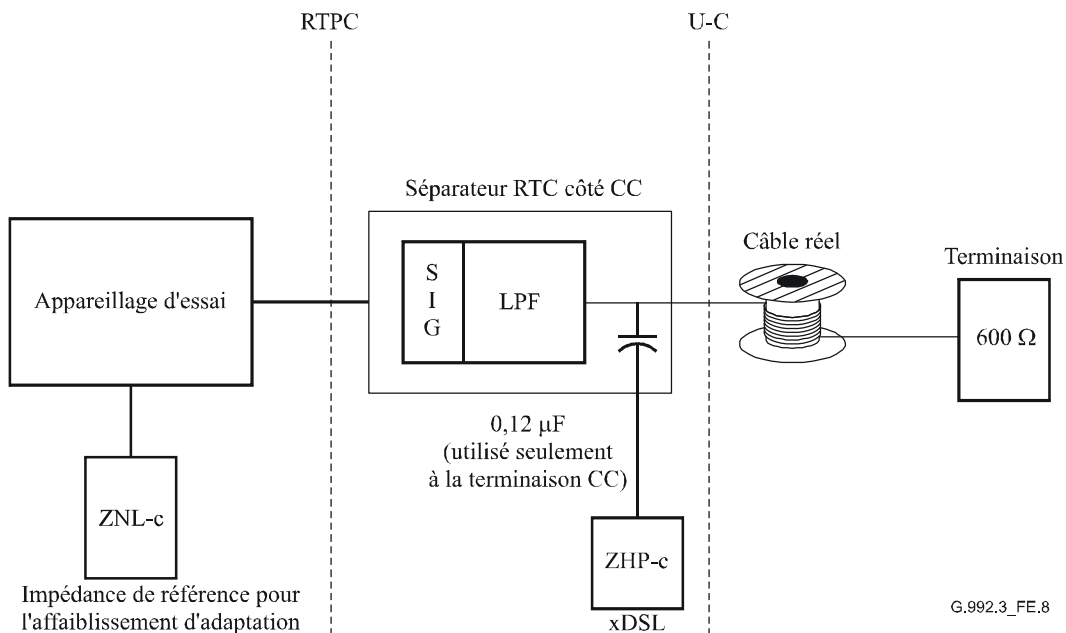 RTPC
U-C
Séparateur RTC côté CC
Câble réel
Terminaison
Appareillage d'essai
S
I
G
LPF
600 Ω
0,12 µF
(utilisé seulement
à la terminaison CC)
ZNL-c
ZHP-c
Impédance de référence pour
l'affaiblissement d'adaptation
xDSL
G.992.3_FE.8